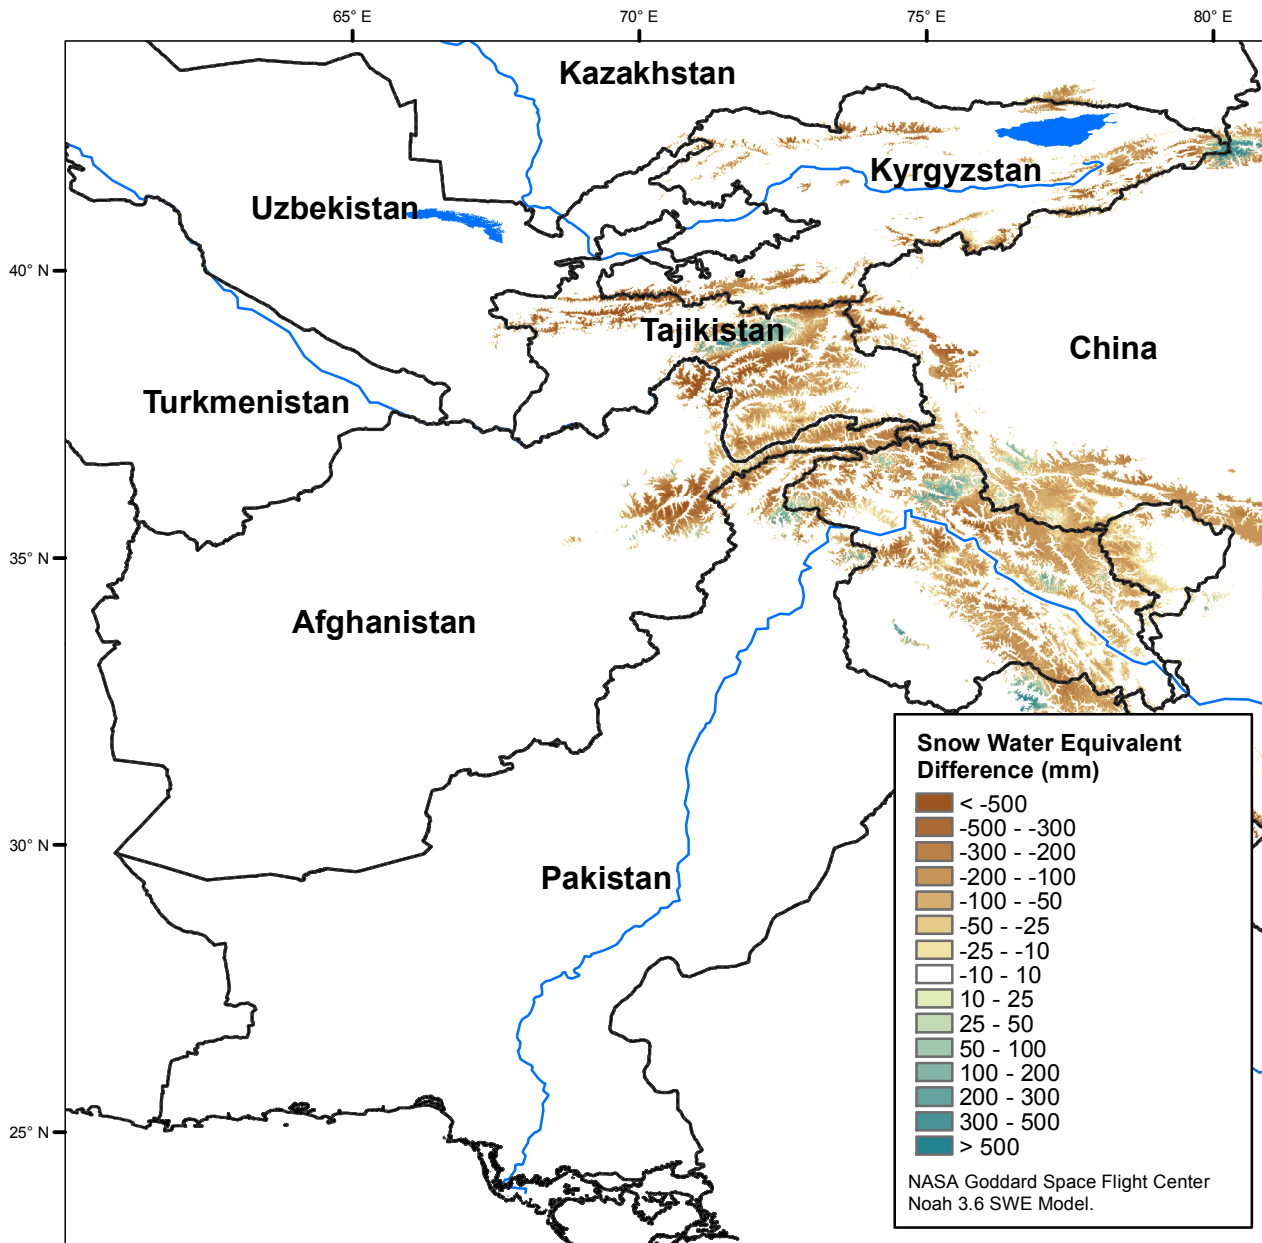 65° E
70° E
75° E
80° E
Kazakhstan
Kyrgyzstan
Uzbekistan
40° N
Tajikistan
China
Turkmenistan
35° N
Afghanistan
30° N
Pakistan
25° N
Snow Water Equivalent
Difference (mm)
< -500
-500 - -300
-300 - -200
-200 - -100
-100 - -50
-50 - -25
-25 - -10
-10 - 10
10 - 25
25 - 50
50 - 100
100 - 200
200 - 300
300 - 500
> 500
NASA Goddard Space Flight Center
Noah 3.6 SWE Model.